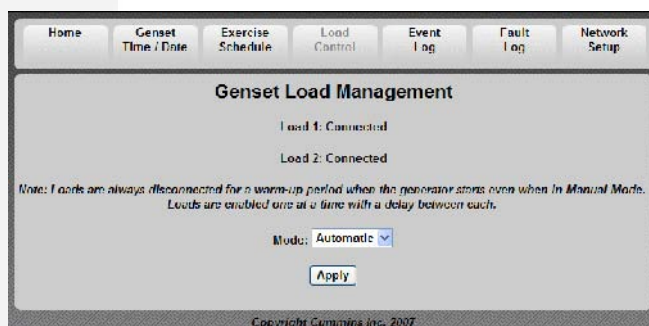 Home Genset Exercise Load Event Fault Network
Time / Date Schedule Control Log Log Setup
Genset Load Management
Load 1: Connected
Load 2: Connected
Note: Loads are always disconnected for a warm-up period when the generator starts even when in Manual Mode.
Loads are enabled one at a time with a delay between each.
Mode: Automatic
Apply
Copyright Cummins Inc. 2007